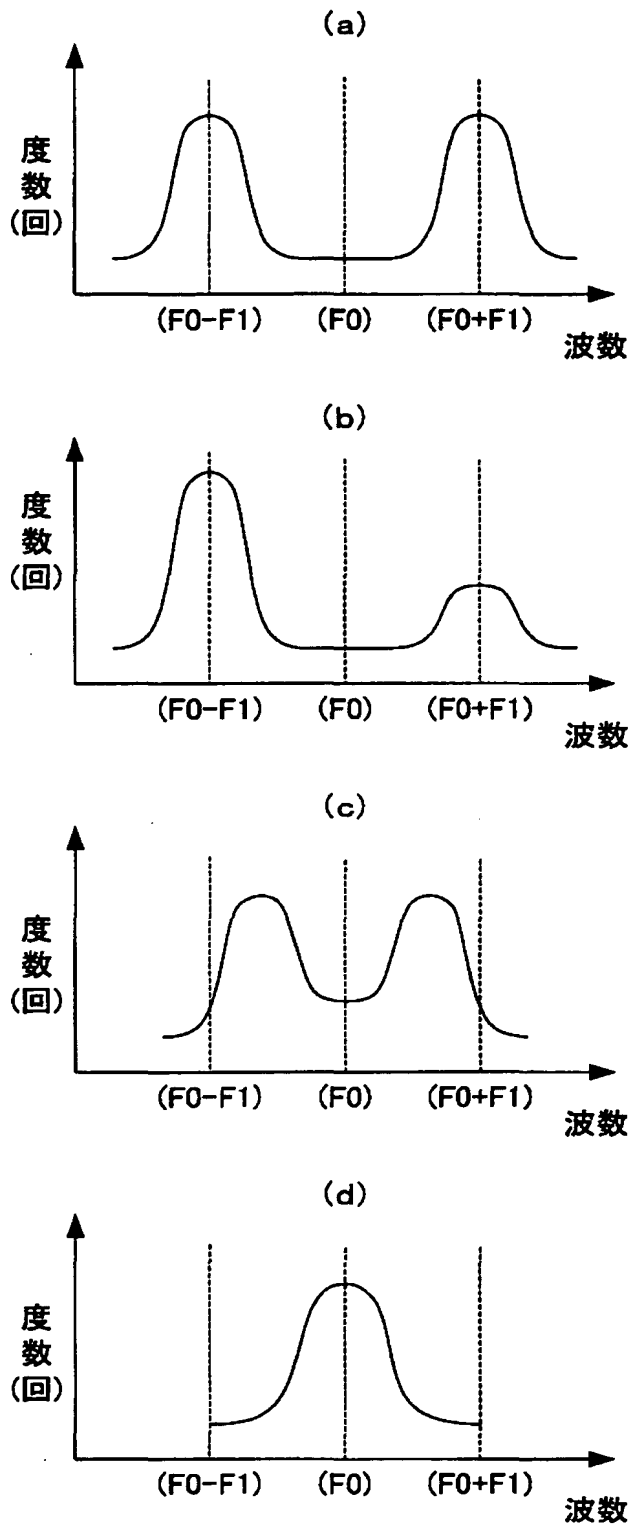 (a)
度
数
(回)
(F0-F1) (F0) (F0+F1)
波数
(b)
度
数
(回)
(F0-F1) (F0) (F0+F1)
波数
(c)
度
数
(回)
(F0-F1) (F0) (F0+F1)
波数
(d)
度
数
(回)
(F0-F1) (F0) (F0+F1)
波数